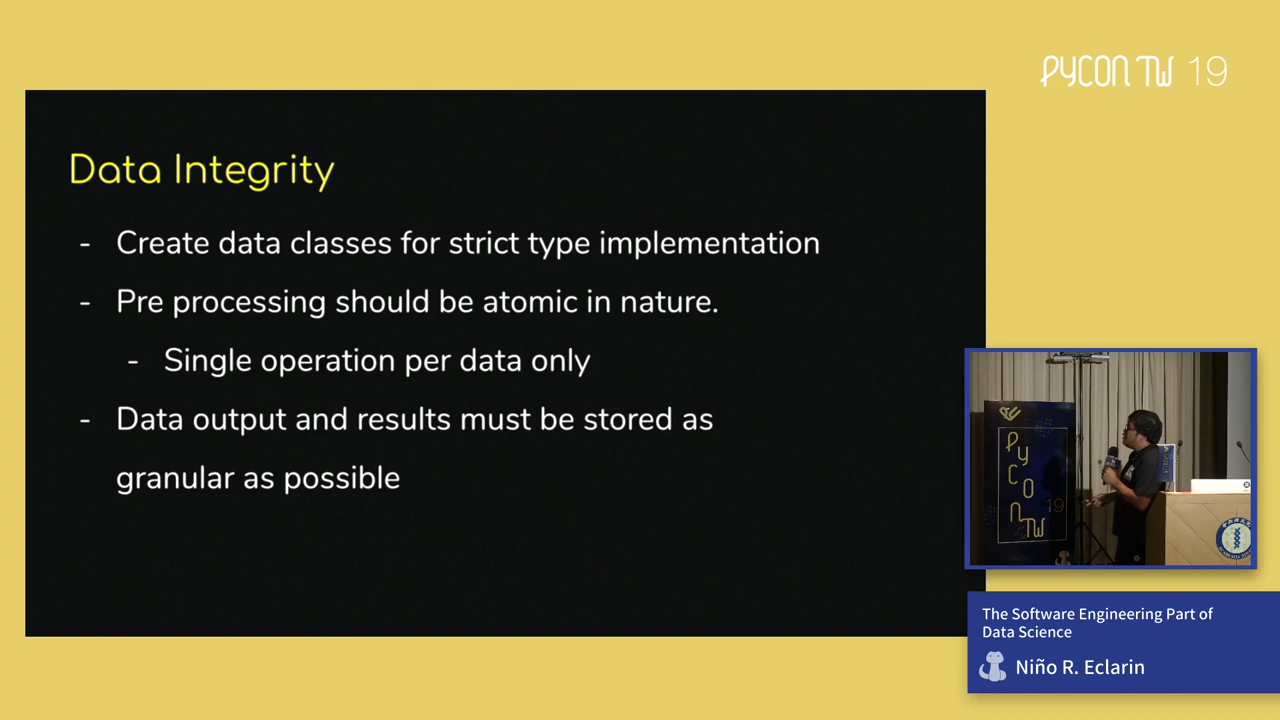 PYCON TW 19
Data Integrity
- Create data classes for strict type implementation
- Pre processing should be atomic in nature.
- Single operation per data only
- Data output and results must be stored as
granular as possible
PyCONTW
19
The Software Engineering Part of
Data Science
Niño R. Eclarin